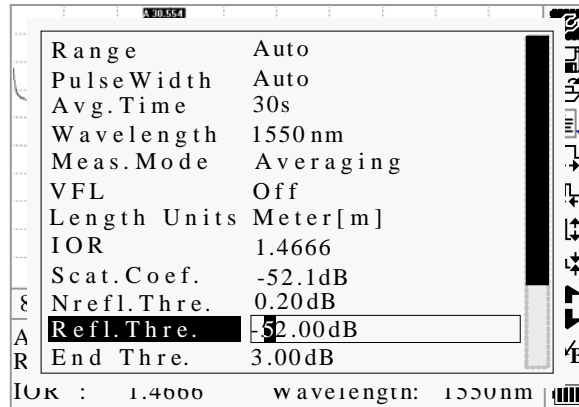 A 30.554
Range Auto
PulseWidth Auto
Avg.Time 30s
Wavelength 1550nm
Meas.Mode Averaging
VFL Off
Length Units Meter[m]
IOR 1.4666
Scat.Coef. -52.1dB
Nrefl.Thre. 0.20dB
Refl.Thre. -52.00dB
End Thre. 3.00dB
IOR : 1.4666 Wavelength: 1550nm